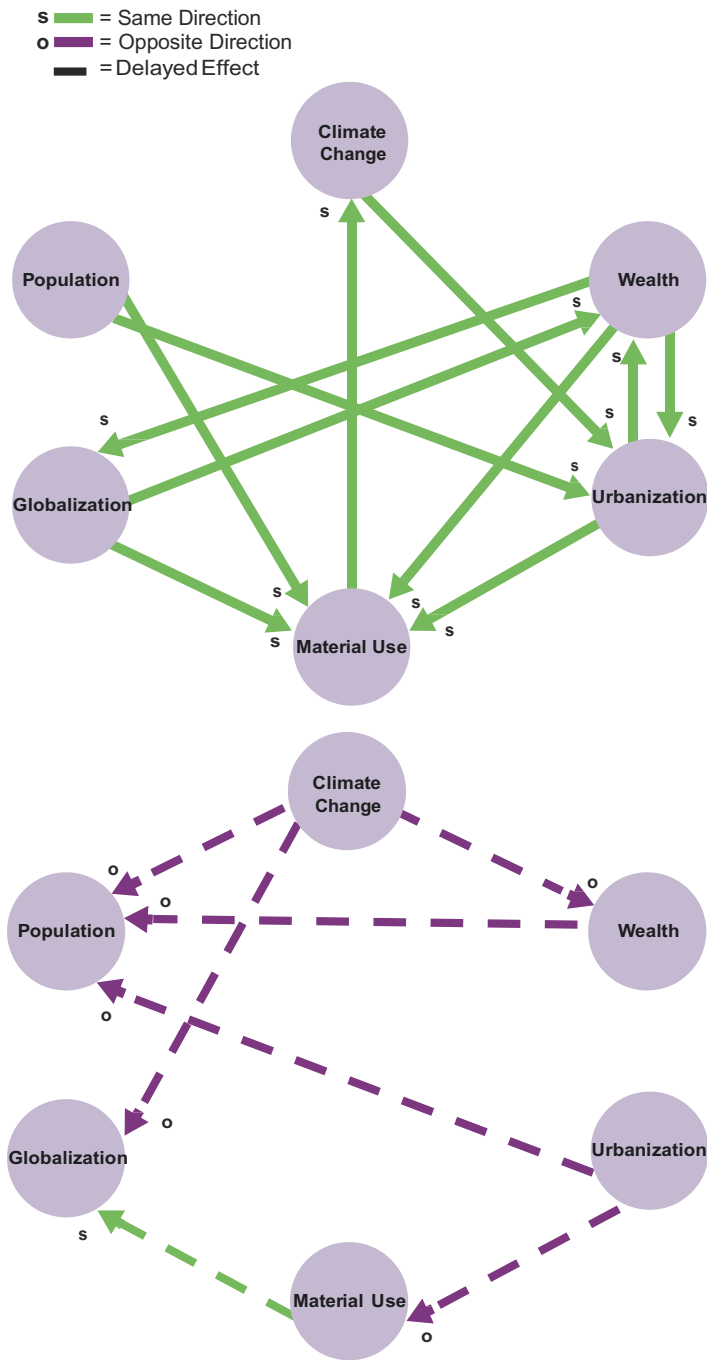 s = Same Direction
o = Opposite Direction
= Delayed Effect
Climate
Change
s
Population
Wealth
s
s
s
s
s
s
Globalization
Urbanization
s
s
s
s
Material Use
Climate
Change
o
o
o
Population
Wealth
o
o
Globalization
Urbanization
s
Material Use
o